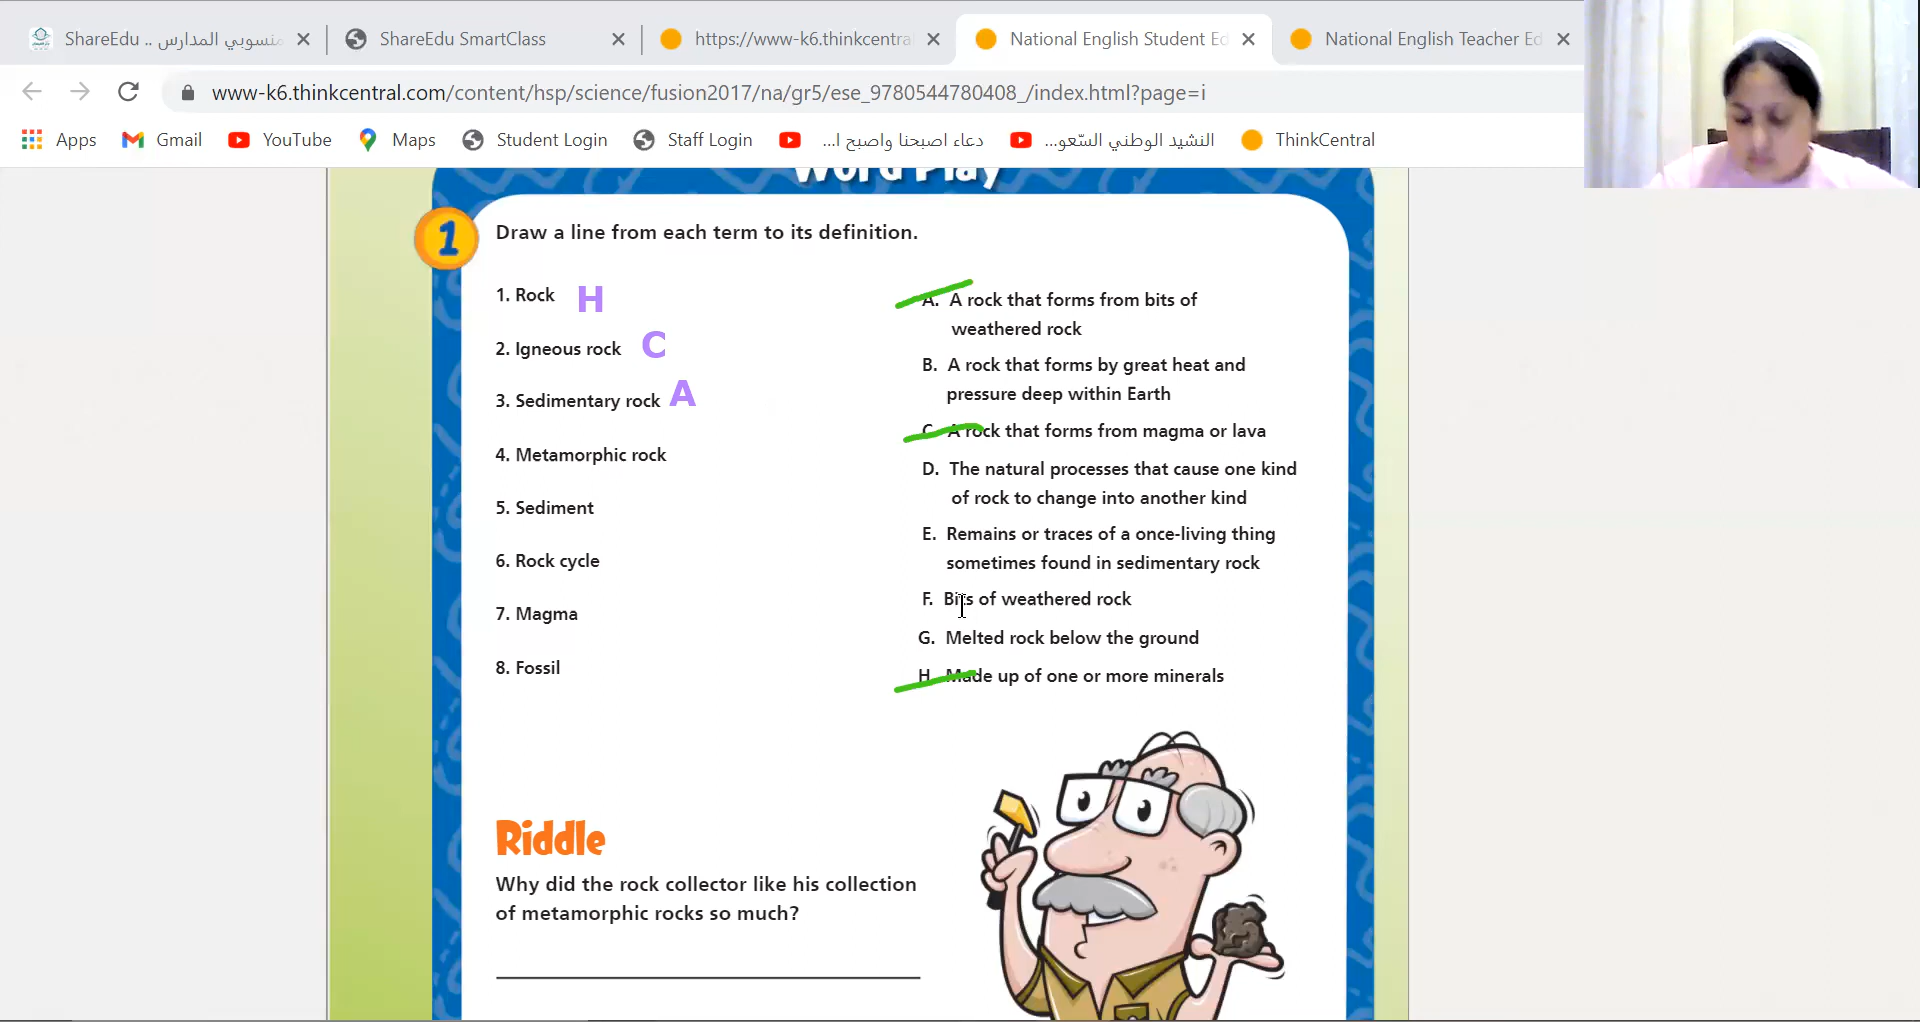 ShareEdu .. منسوبي المدارس
ShareEdu SmartClass
https://www-k6.thinkcentral
National English Student Ed
National English Teacher Ed
www-k6.thinkcentral.com/content/hsp/science/fusion2017/na/gr5/ese_9780544780408_/index.html?page=i
Apps
Gmail
YouTube
Maps
Student Login
Staff Login
دعاء اصبحنا واصبح ا...
النشيد الوطني السّعو...
ThinkCentral
Word Play
1
Draw a line from each term to its definition.
1. Rock H
2. Igneous rock C
3. Sedimentary rock A
4. Metamorphic rock
5. Sediment
6. Rock cycle
7. Magma
8. Fossil
A. A rock that forms from bits of
weathered rock
B. A rock that forms by great heat and
pressure deep within Earth
C. A rock that forms from magma or lava
D. The natural processes that cause one kind
of rock to change into another kind
E. Remains or traces of a once-living thing
sometimes found in sedimentary rock
F. Bits of weathered rock
G. Melted rock below the ground
H. Made up of one or more minerals
Riddle
Why did the rock collector like his collection
of metamorphic rocks so much?